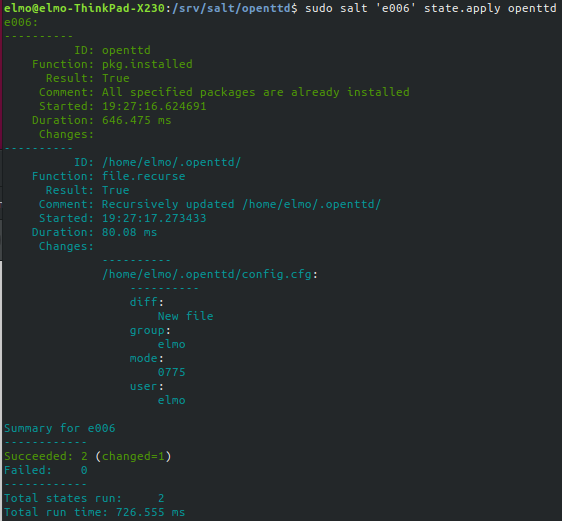 elmo@elmo-ThinkPad-X230:/srv/salt/openttd$ sudo salt 'e006' state.apply openttd
e006:
----------
          ID: openttd
    Function: pkg.installed
      Result: True
     Comment: All specified packages are already installed
     Started: 19:27:16.624691
    Duration: 646.475 ms
     Changes:
----------
          ID: /home/elmo/.openttd/
    Function: file.recurse
      Result: True
     Comment: Recursively updated /home/elmo/.openttd/
     Started: 19:27:17.273433
    Duration: 80.08 ms
     Changes:
              ----------
              /home/elmo/.openttd/config.cfg:
                  ----------
                  diff:
                      New file
                  group:
                      elmo
                  mode:
                      0775
                  user:
                      elmo

Summary for e006
------------
Succeeded: 2 (changed=1)
Failed:    0
------------
Total states run:     2
Total run time: 726.555 ms